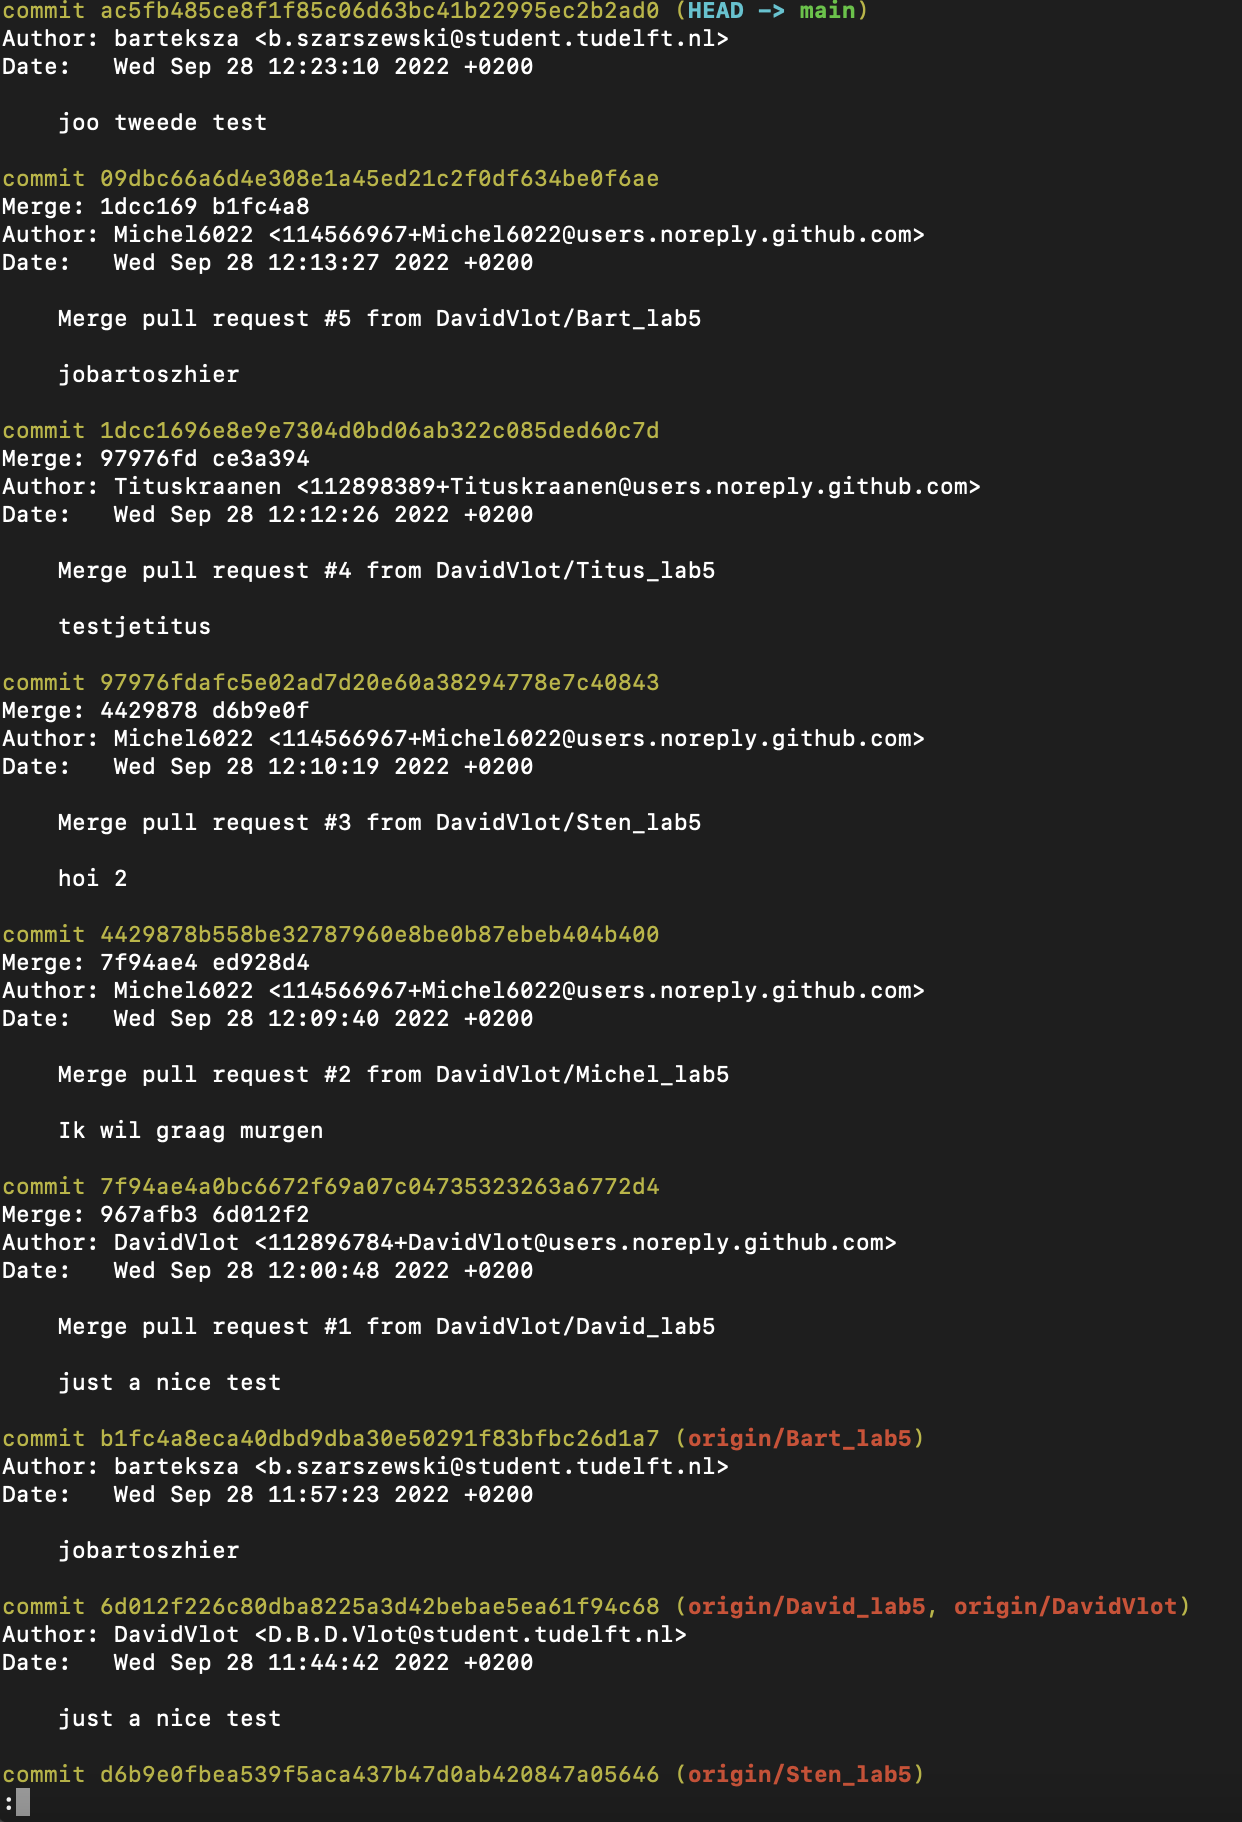 commit ac5fb485ce8f1f85c06d63bc41b22995ec2b2ad0 (HEAD -> main)
Author: barteksza <b.szarszewski@student.tudelft.nl>
Date:   Wed Sep 28 12:23:10 2022 +0200

    joo tweede test

commit 09dbc66a6d4e308e1a45ed21c2f0df634be0f6ae
Merge: 1dcc169 b1fc4a8
Author: Michel6022 <114566967+Michel6022@users.noreply.github.com>
Date:   Wed Sep 28 12:13:27 2022 +0200

    Merge pull request #5 from DavidVlot/Bart_lab5

    jobartoszhier

commit 1dcc1696e8e9e7304d0bd06ab322c085ded60c7d
Merge: 97976fd ce3a394
Author: Tituskraanen <112898389+Tituskraanen@users.noreply.github.com>
Date:   Wed Sep 28 12:12:26 2022 +0200

    Merge pull request #4 from DavidVlot/Titus_lab5

    testjetitus

commit 97976fdafc5e02ad7d20e60a38294778e7c40843
Merge: 4429878 d6b9e0f
Author: Michel6022 <114566967+Michel6022@users.noreply.github.com>
Date:   Wed Sep 28 12:10:19 2022 +0200

    Merge pull request #3 from DavidVlot/Sten_lab5

    hoi 2

commit 4429878b558be32787960e8be0b87ebeb404b400
Merge: 7f94ae4 ed928d4
Author: Michel6022 <114566967+Michel6022@users.noreply.github.com>
Date:   Wed Sep 28 12:09:40 2022 +0200

    Merge pull request #2 from DavidVlot/Michel_lab5

    Ik wil graag murgen

commit 7f94ae4a0bc6672f69a07c04735323263a6772d4
Merge: 967afb3 6d012f2
Author: DavidVlot <112896784+DavidVlot@users.noreply.github.com>
Date:   Wed Sep 28 12:00:48 2022 +0200

    Merge pull request #1 from DavidVlot/David_lab5

    just a nice test

commit b1fc4a8eca40dbd9dba30e50291f83bfbc26d1a7 (origin/Bart_lab5)
Author: barteksza <b.szarszewski@student.tudelft.nl>
Date:   Wed Sep 28 11:57:23 2022 +0200

    jobartoszhier

commit 6d012f226c80dba8225a3d42bebae5ea61f94c68 (origin/David_lab5, origin/DavidVlot)
Author: DavidVlot <D.B.D.Vlot@student.tudelft.nl>
Date:   Wed Sep 28 11:44:42 2022 +0200

    just a nice test

commit d6b9e0fbea539f5aca437b47d0ab420847a05646 (origin/Sten_lab5)
: